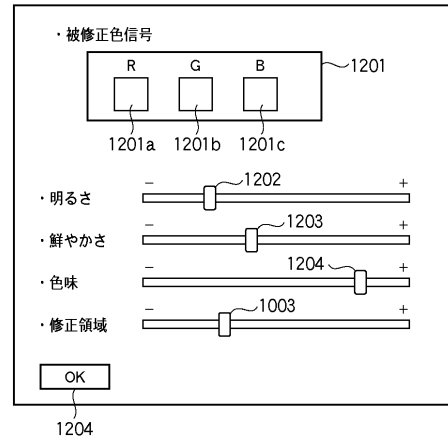 ・被修正色信号
R G B
1201
1201a 1201b 1201c
1202
- +
・明るさ
1203
- +
・鮮やかさ
1204
- +
・色味
1003
- +
・修正領域
OK
1204